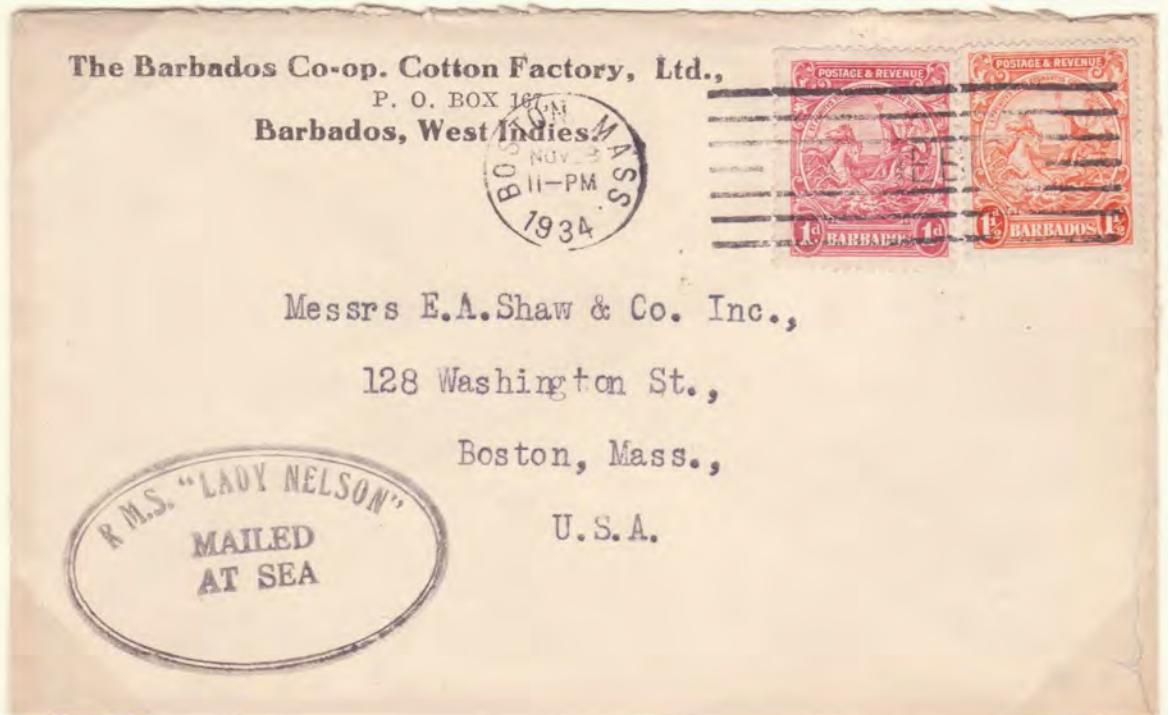 The Barbados Co-op. Cotton Factory, Ltd.,
P. O. BOX 167,
Barbados, West Indies.
BOSTON MASS
NOV
11-PM
1934
POSTAGE & REVENUE
1d BARBADOS 1d
POSTAGE & REVENUE
1½ BARBADOS 1½
Messrs E.A.Shaw & Co. Inc.,
128 Washington St.,
Boston, Mass.,
U.S.A.
R M.S. "LADY NELSON"
MAILED
AT SEA